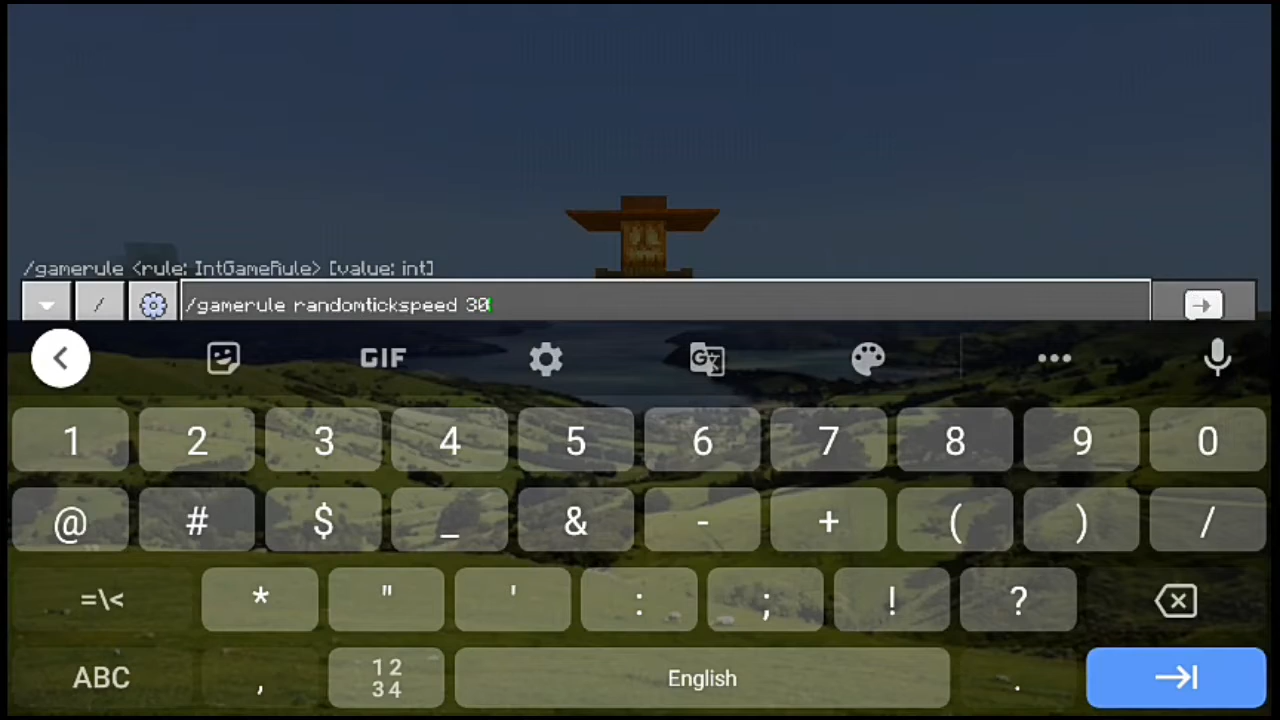 /gamerule <rule: IntGameRule> [value: int]
/ /gamerule randomtickspeed 30
GIF
1 2 3 4 5 6 7 8 9 0
@ # $ _ & - + ( ) /
=\< * " ' : ; ! ?
ABC , 12 34 English .